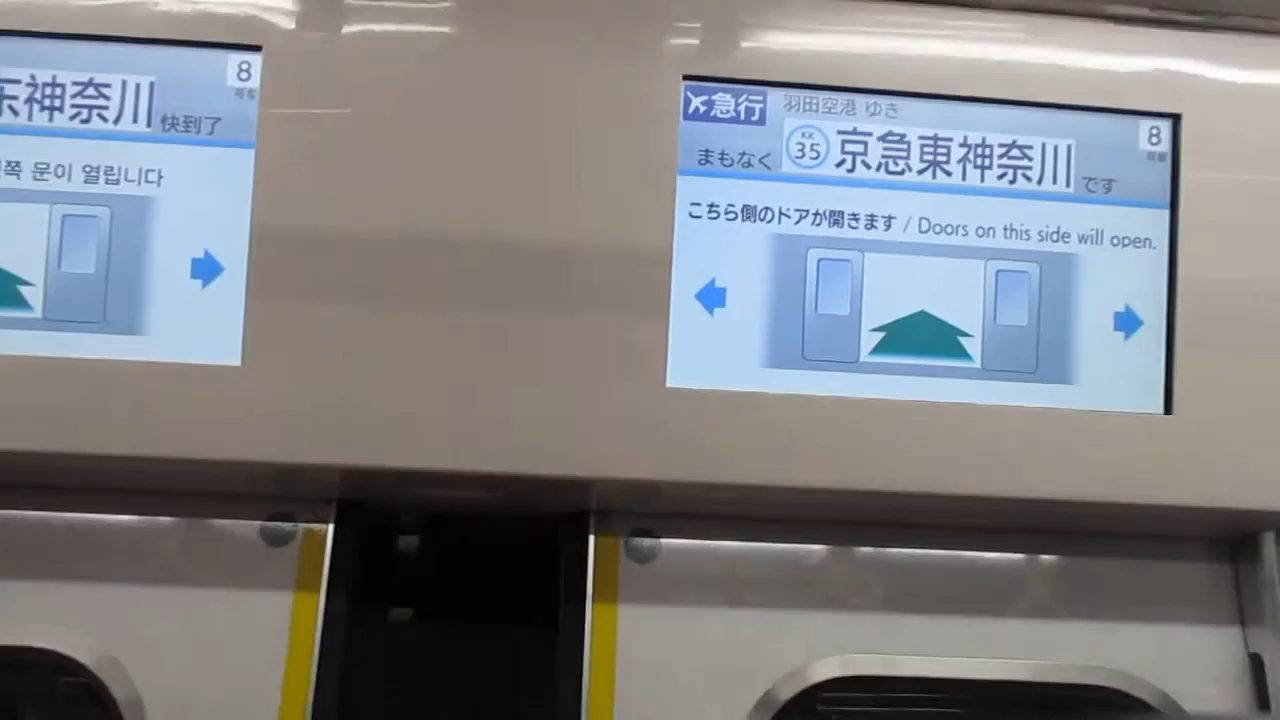 东神奈川 快到了
8
쪽 문이 열립니다
急行 羽田空港 ゆき
8
まもなく KK 35 京急東神奈川 です
こちら側のドアが開きます / Doors on this side will open.